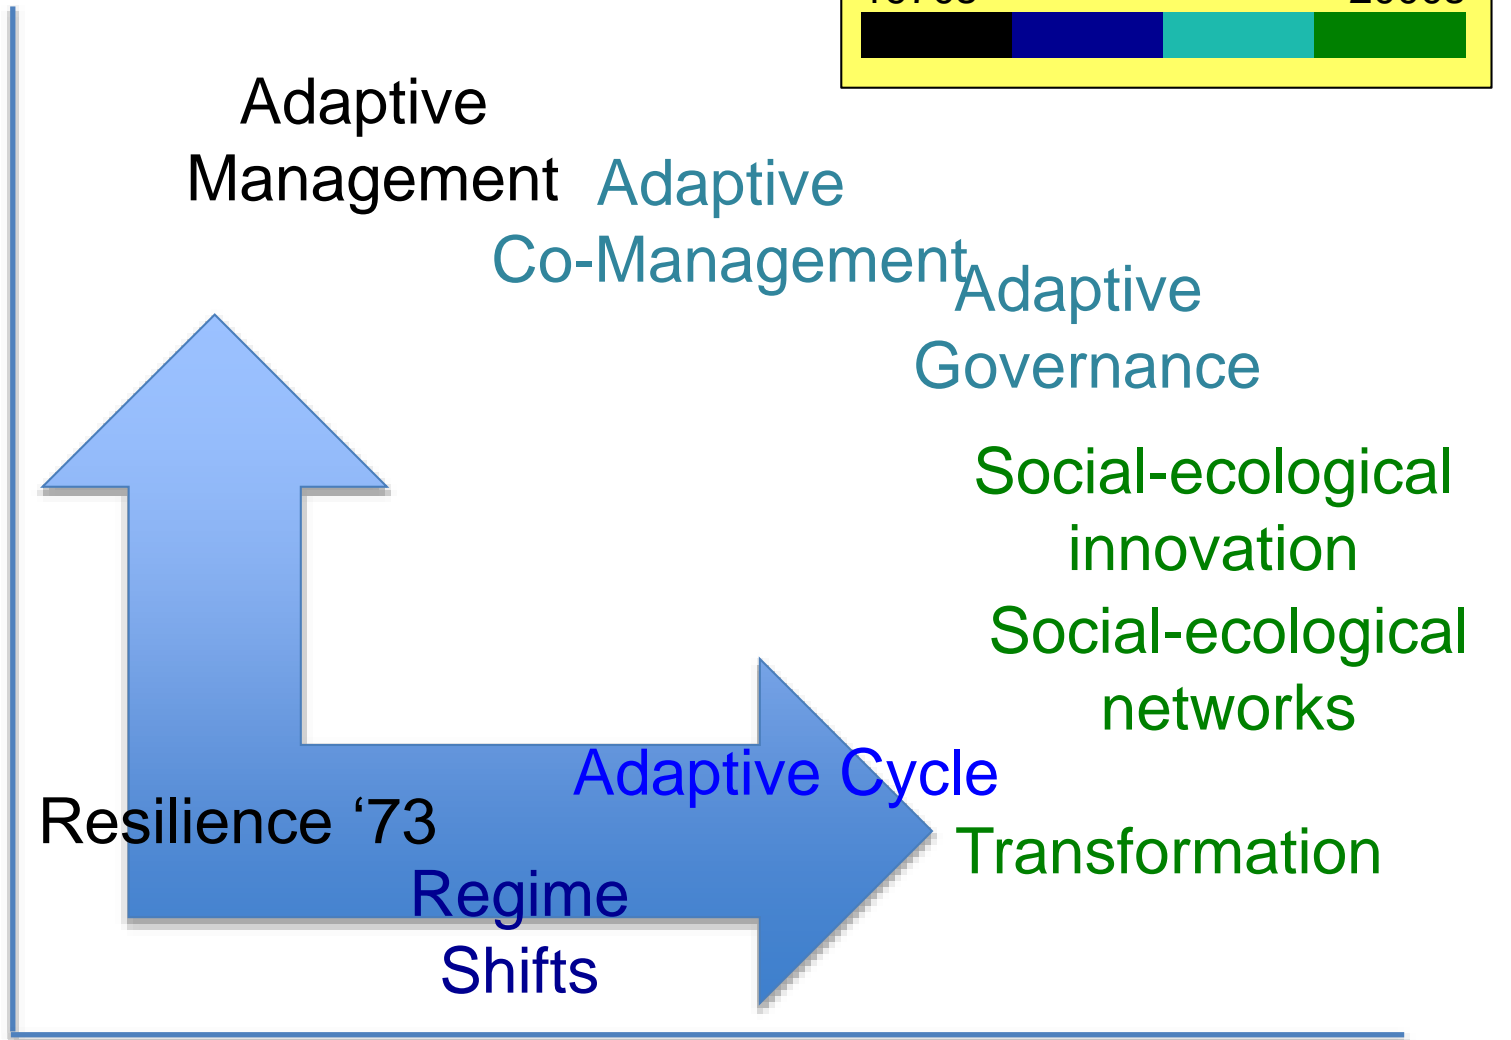 Adaptive
Management
Adaptive
Co-Management
Adaptive
Governance
Social-ecological
innovation
Social-ecological
networks
Adaptive Cycle
Resilience ‘73
Transformation
Regime
Shifts